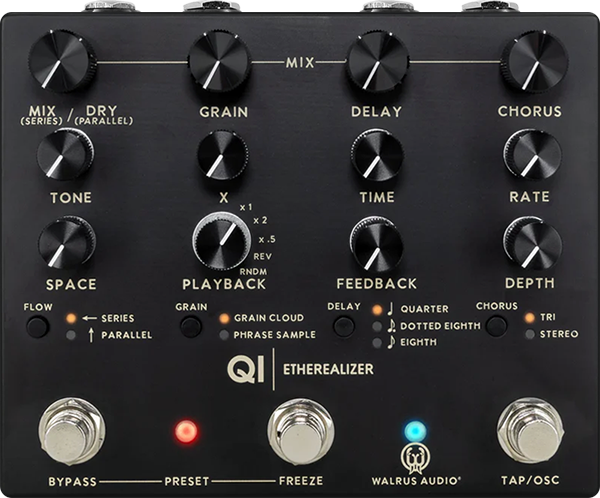 MIX
MIX / DRY GRAIN DELAY CHORUS
(SERIES) (PARALLEL)
TONE X TIME RATE
x 1
x 2
x .5
REV
RNDM
SPACE PLAYBACK FEEDBACK DEPTH
FLOW GRAIN DELAY CHORUS
← SERIES
↑ PARALLEL
GRAIN CLOUD
PHRASE SAMPLE
QUARTER
DOTTED EIGHTH
EIGHTH
TRI
STEREO
QI | ETHEREALIZER
BYPASS PRESET FREEZE WALRUS AUDIO® TAP/OSC